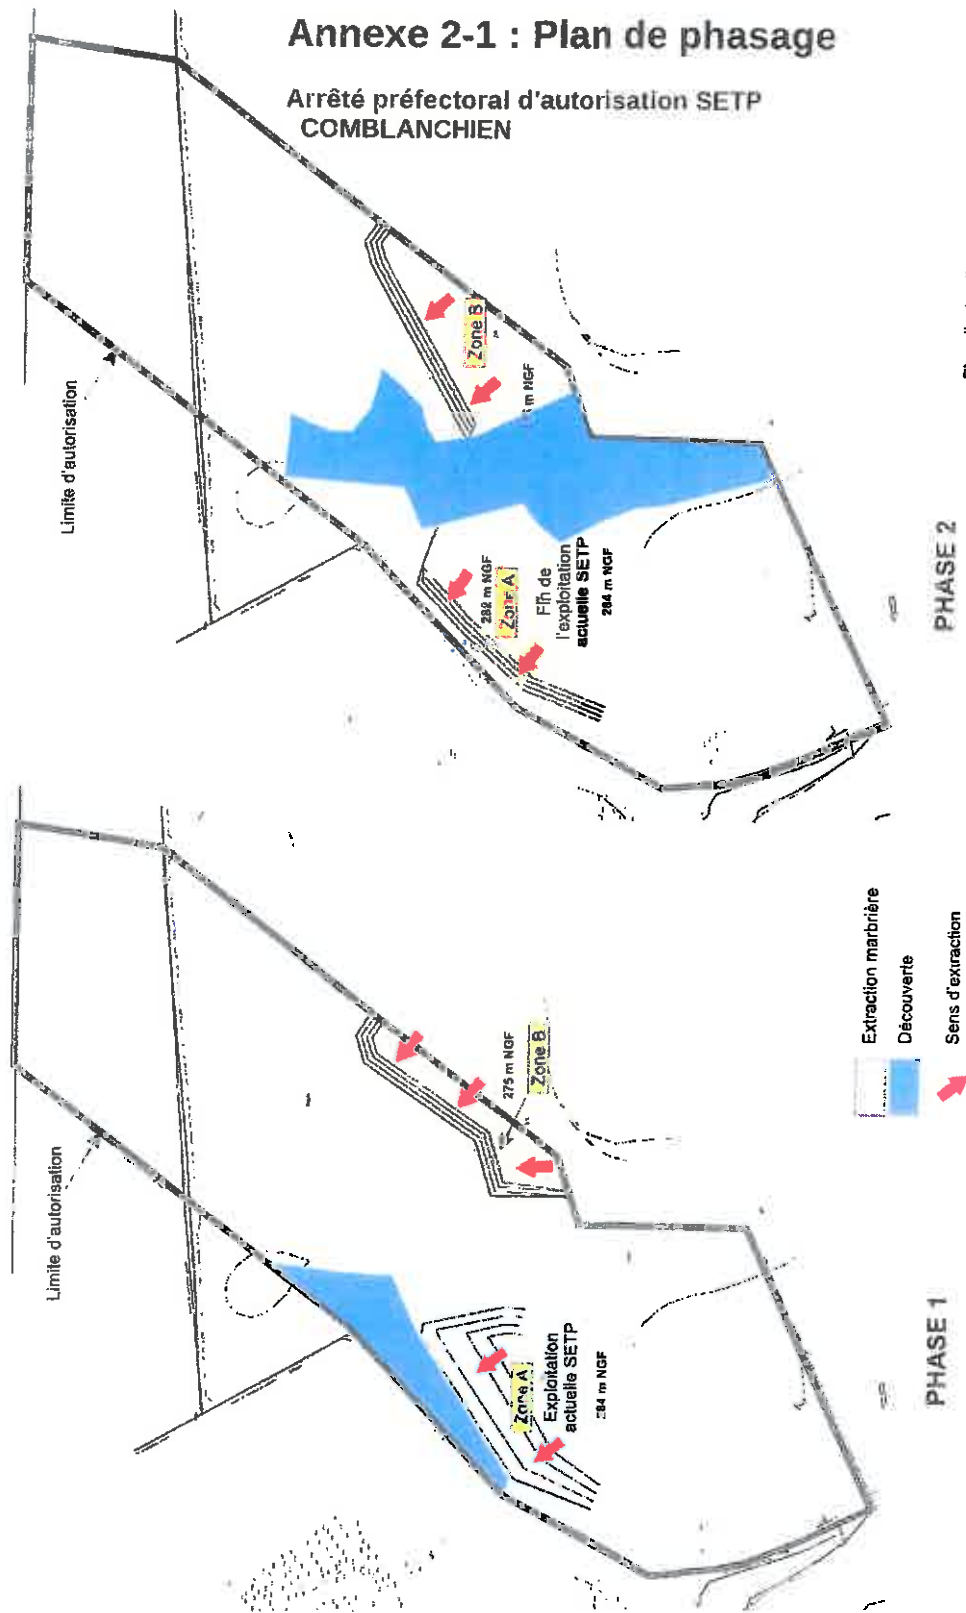 Annexe 2-1 : Plan de phasage
Arrêté préfectoral d'autorisation SETP
COMBLANCHIEN
Limite d'autorisation
Zone B
m NGF
282 m NGF
Zone A
Fin de
l'exploitation
actuelle SETP
284 m NGF
PHASE 2
Limite d'autorisation
275 m NGF
Zone B
Zone A
Exploitation
actuelle SETP
284 m NGF
PHASE 1
Extraction marbrière
Découverte
Sens d'extraction